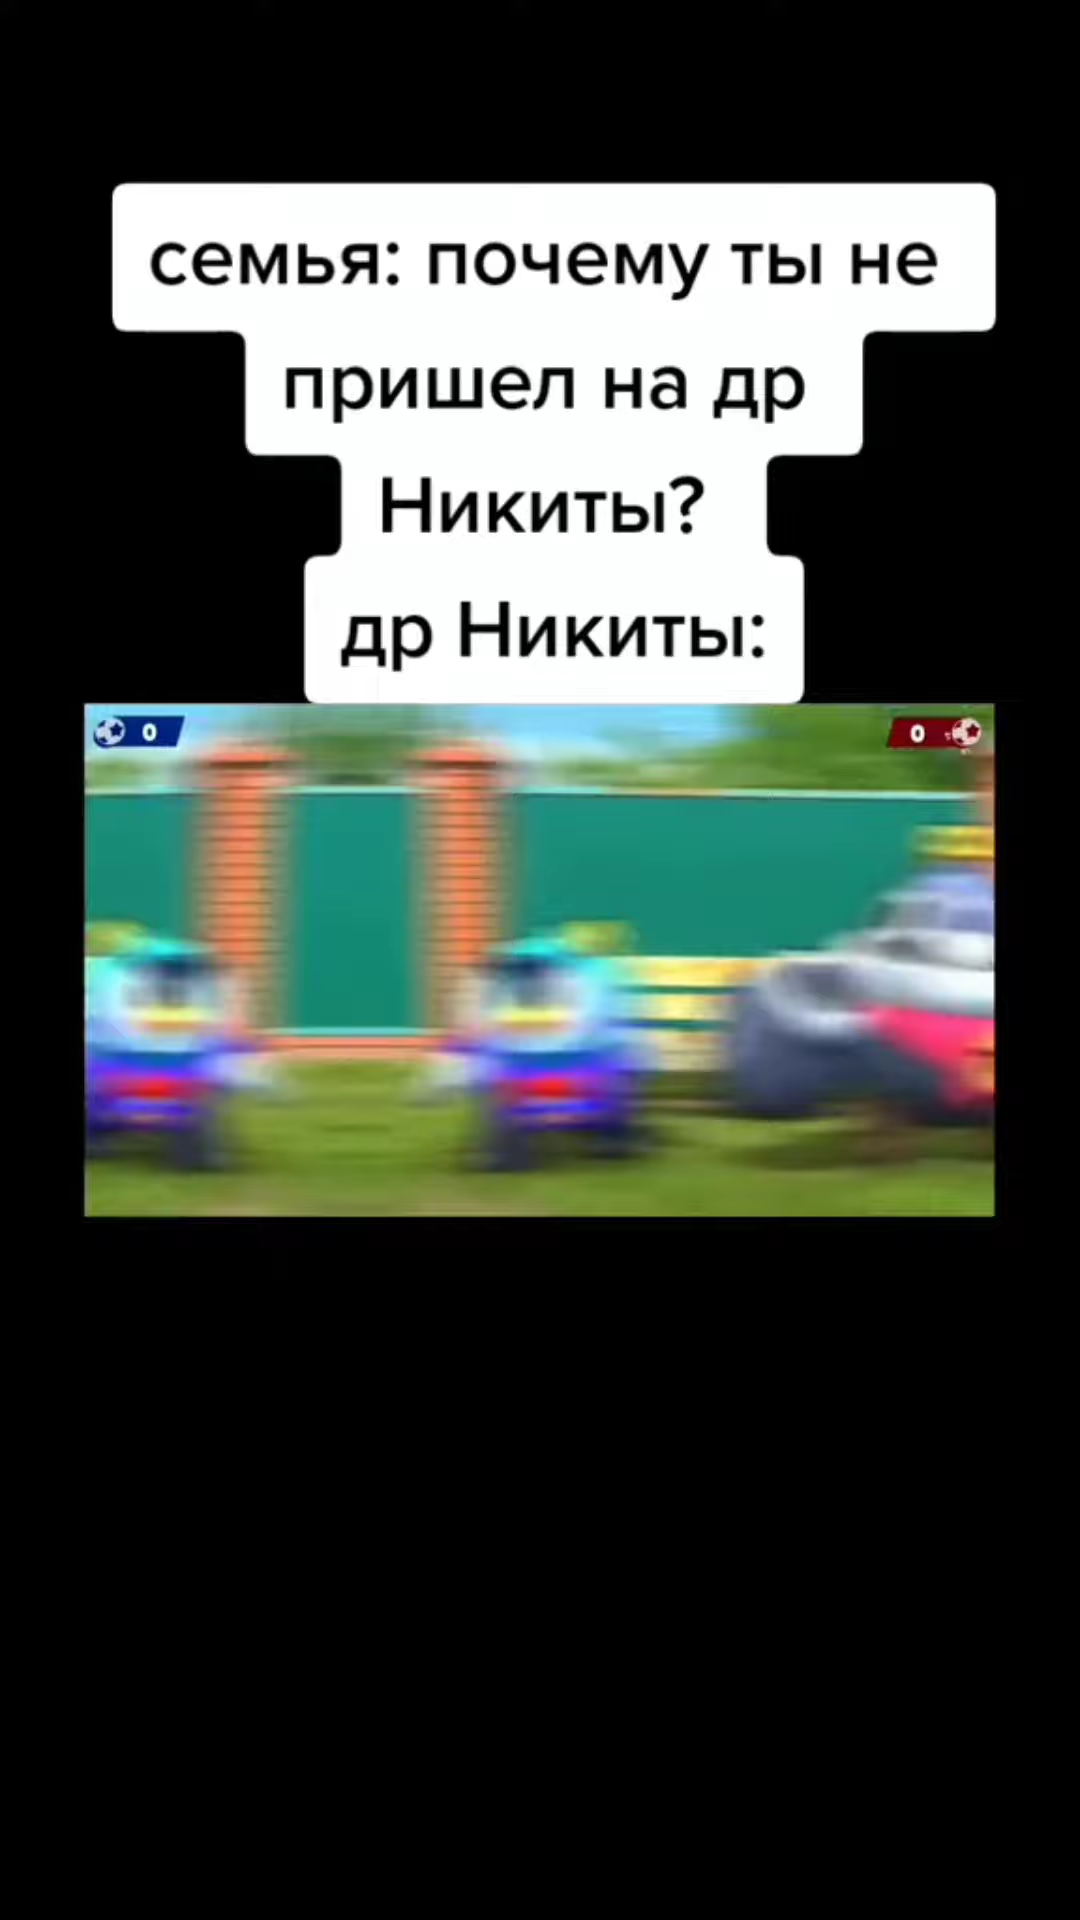 семья: почему ты не
пришел на др
Никиты?
др Никиты:
0
0